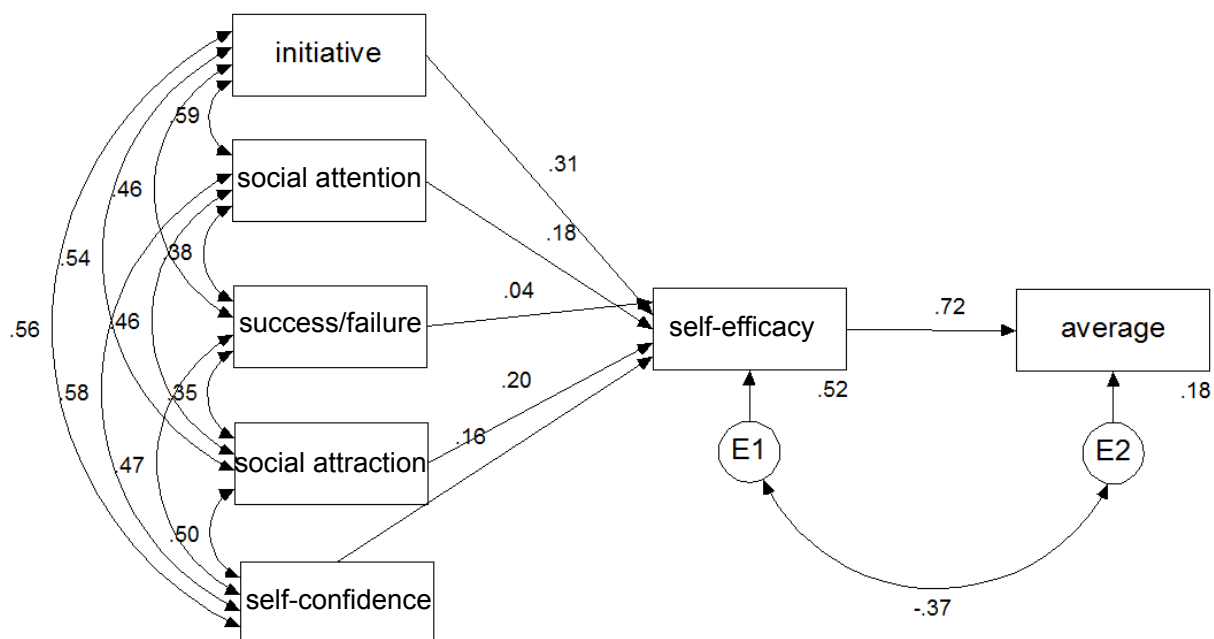 initiative
.59
.31
social attention
.46
.18
.38
.54
.04
success/failure
self-efficacy
.72
average
.56
.46
.20
.52
.18
.35
.58
.16
E1
E2
social attraction
.47
.50
self-confidence
-.37